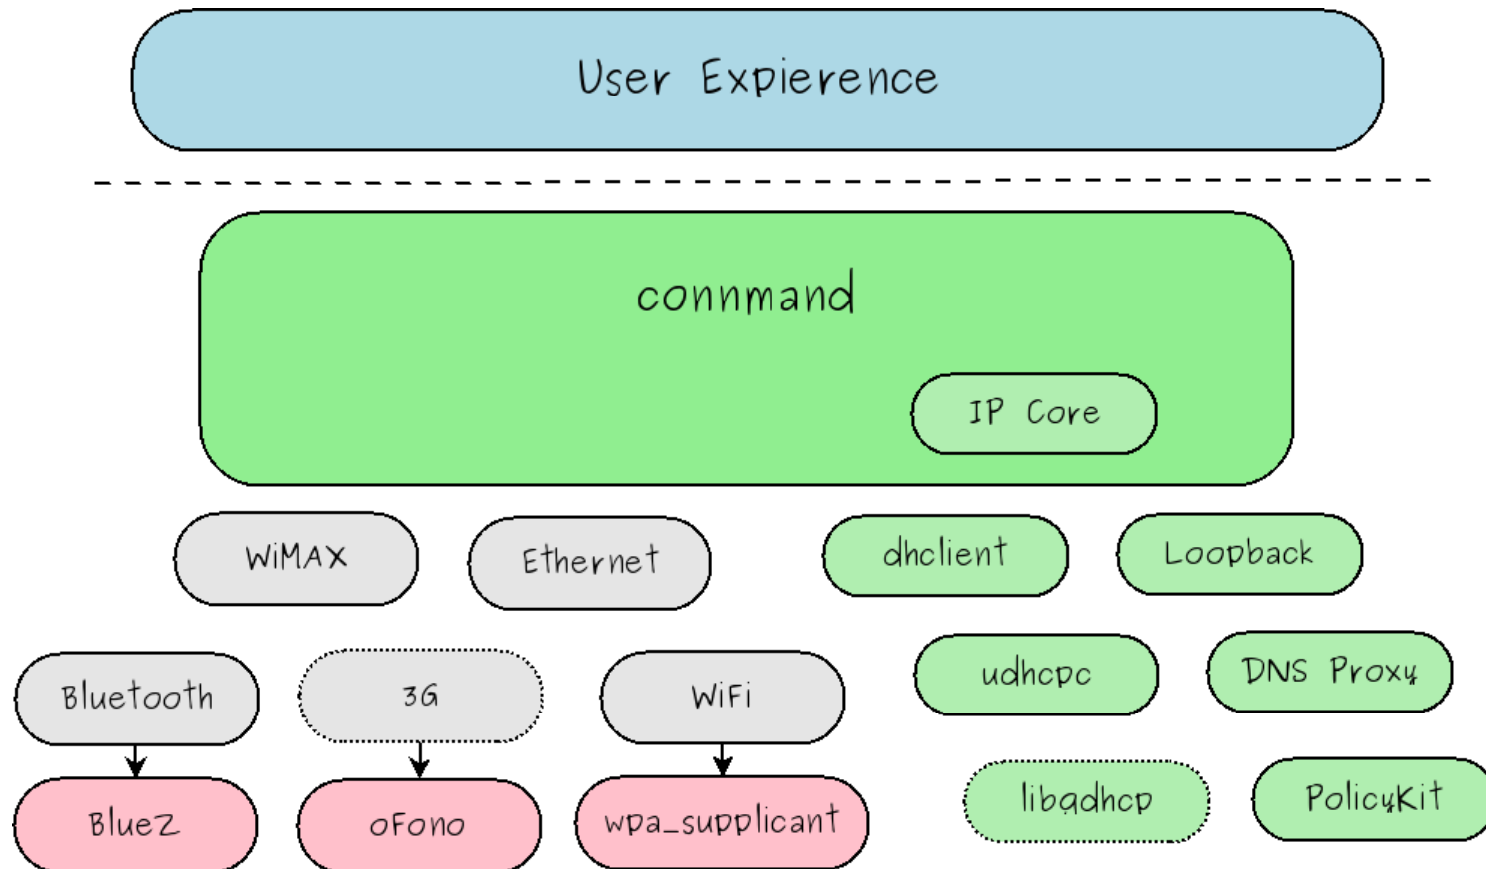 User Expierence
connmand
IP Core
WiMAX
Ethernet
dhclient
Loopback
Bluetooth
3G
WiFi
udhcpc
DNS Proxy
BlueZ
oFono
wpa_supplicant
libgdhcp
PolicyKit